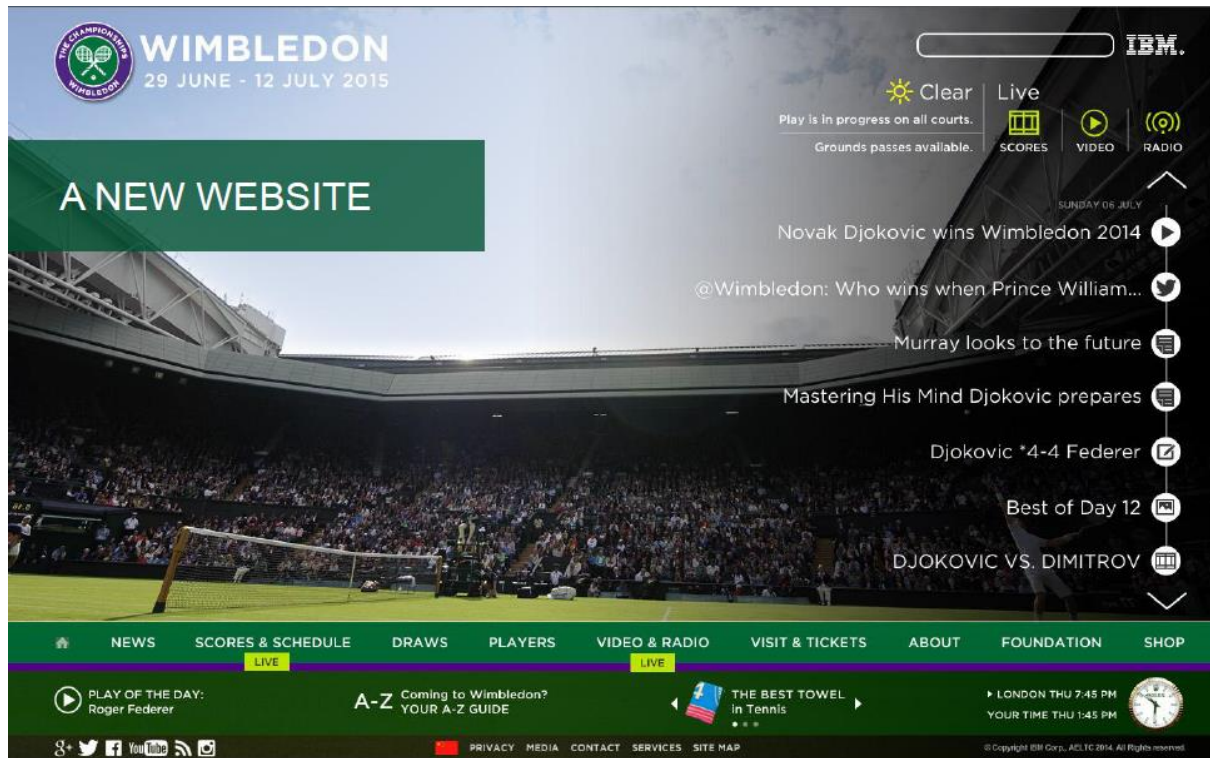 THE CHAMPIONSHIPS
WIMBLEDON
WIMBLEDON
29 JUNE - 12 JULY 2015
IBM.
Clear
Live
Play is in progress on all courts.
Grounds passes available.
SCORES
VIDEO
RADIO
A NEW WEBSITE
SUNDAY 06 JULY
Novak Djokovic wins Wimbledon 2014
@Wimbledon: Who wins when Prince William...
Murray looks to the future
Mastering His Mind Djokovic prepares
Djokovic *4-4 Federer
Best of Day 12
DJOKOVIC VS. DIMITROV
NEWS SCORES & SCHEDULE DRAWS PLAYERS VIDEO & RADIO VISIT & TICKETS ABOUT FOUNDATION SHOP
LIVE LIVE
PLAY OF THE DAY:
Roger Federer
A-Z
Coming to Wimbledon?
YOUR A-Z GUIDE
THE BEST TOWEL
in Tennis
LONDON THU 7:45 PM
YOUR TIME THU 1:45 PM
8+ YouTube
PRIVACY MEDIA CONTACT SERVICES SITE MAP
© Copyright IBM Corp., AELTC 2014. All Rights reserved.